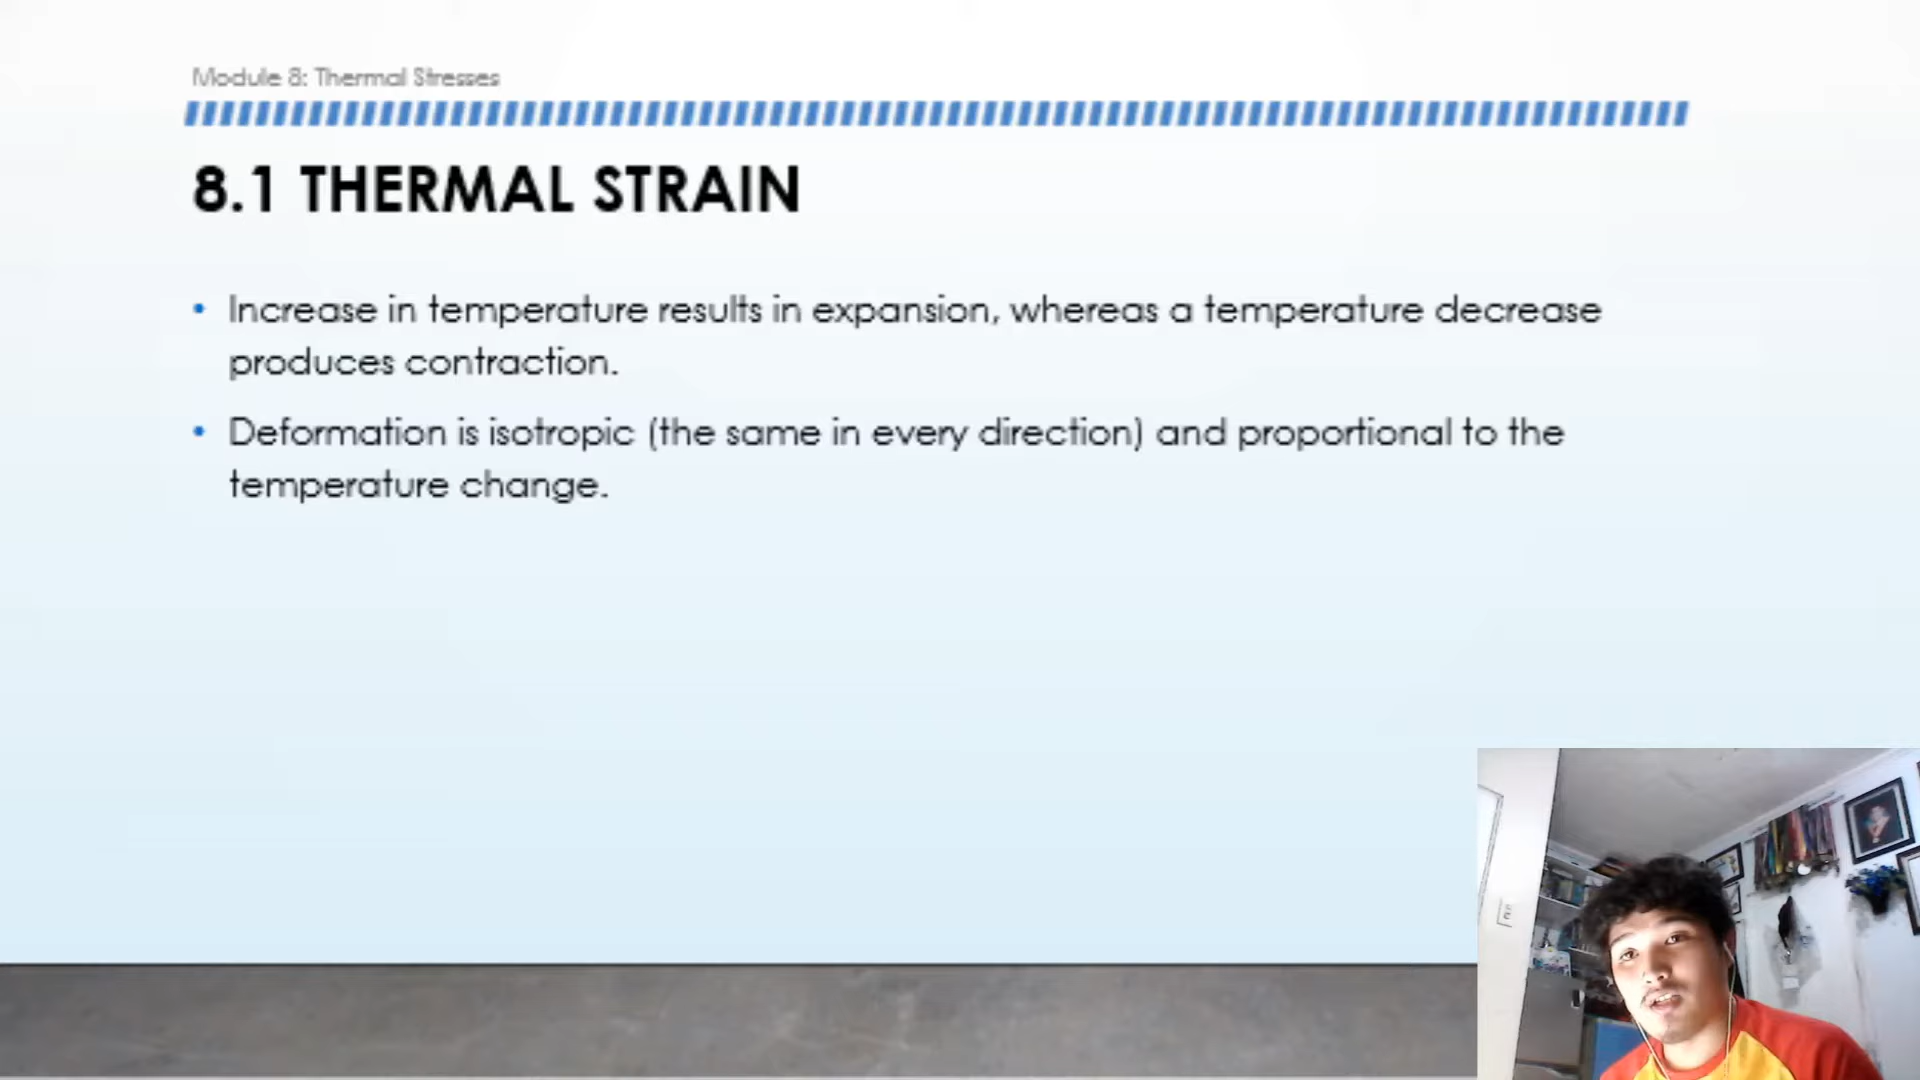 Module 8: Thermal Stresses
8.1 THERMAL STRAIN
• Increase in temperature results in expansion, whereas a temperature decrease
produces contraction.
• Deformation is isotropic (the same in every direction) and proportional to the
temperature change.